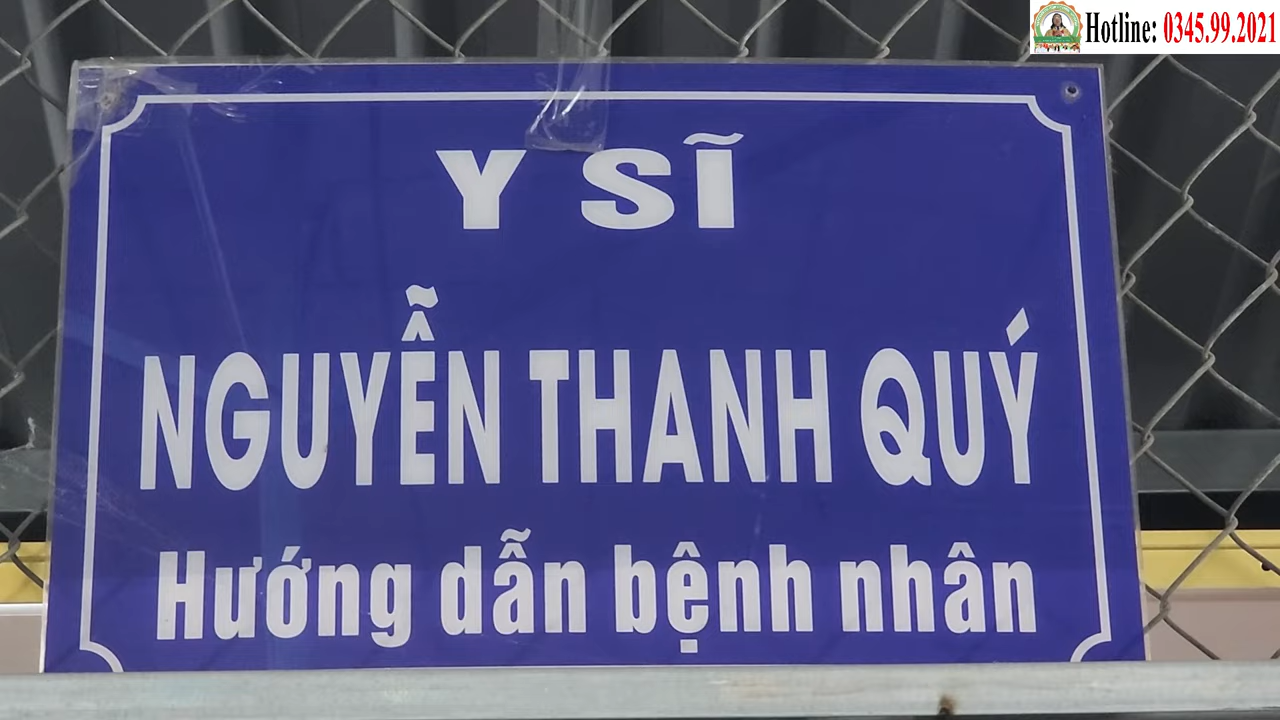 Hotline: 0345.99.2021
Y SĨ
NGUYỄN THANH QUÝ
Hướng dẫn bệnh nhân